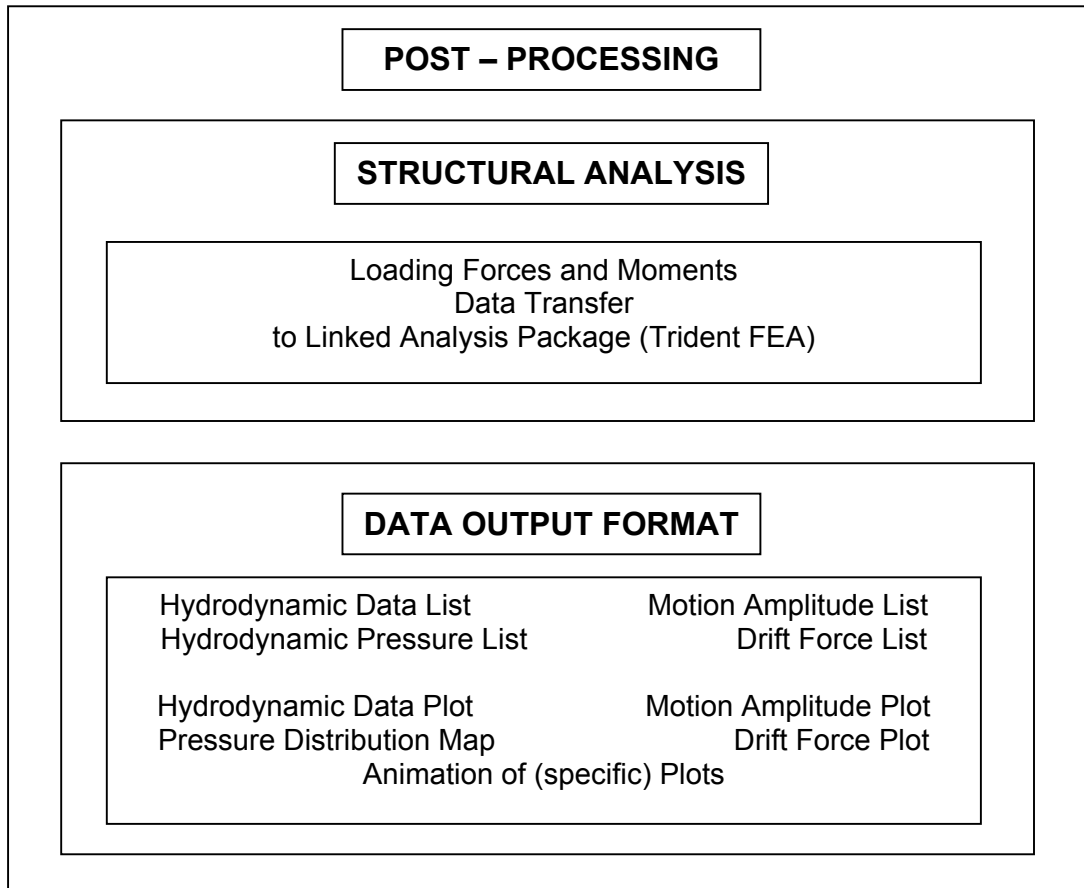 POST – PROCESSING
STRUCTURAL ANALYSIS
Loading Forces and Moments
Data Transfer
to Linked Analysis Package (Trident FEA)
DATA OUTPUT FORMAT
Hydrodynamic Data List Motion Amplitude List
Hydrodynamic Pressure List Drift Force List
Hydrodynamic Data Plot Motion Amplitude Plot
Pressure Distribution Map Drift Force Plot
Animation of (specific) Plots